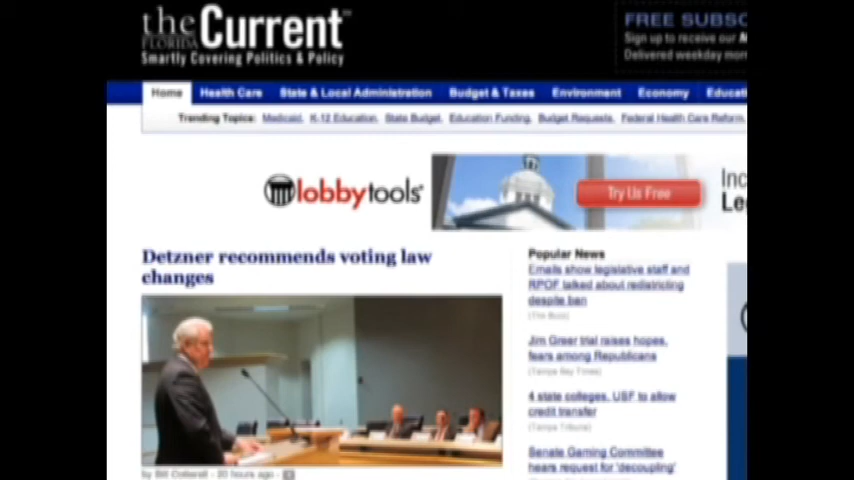 the
FLORIDA
Current™
Smartly Covering Politics & Policy
FREE SUBSC
Sign up to receive our
Delivered weekday mor
Home Health Care State & Local Administration Budget & Taxes Environment Economy Educat
Trending Topics: Medicaid, K-12 Education, State Budget, Education Funding, Budget Requests, Federal Health Care Reform,
lobbytools
Try Us Free
Inc
Le
Detzner recommends voting law
changes
Popular News
Emails show legislative staff and
RPOF talked about redistricting
despite ban
(The Buzz)
Jim Greer trial raises hopes,
fears among Republicans
(Tampa Bay Times)
4 state colleges, USF to allow
credit transfer
(Tampa Tribune)
Senate Gaming Committee
hears request for 'decoupling'
by Bill Cotterell - 20 hours ago -